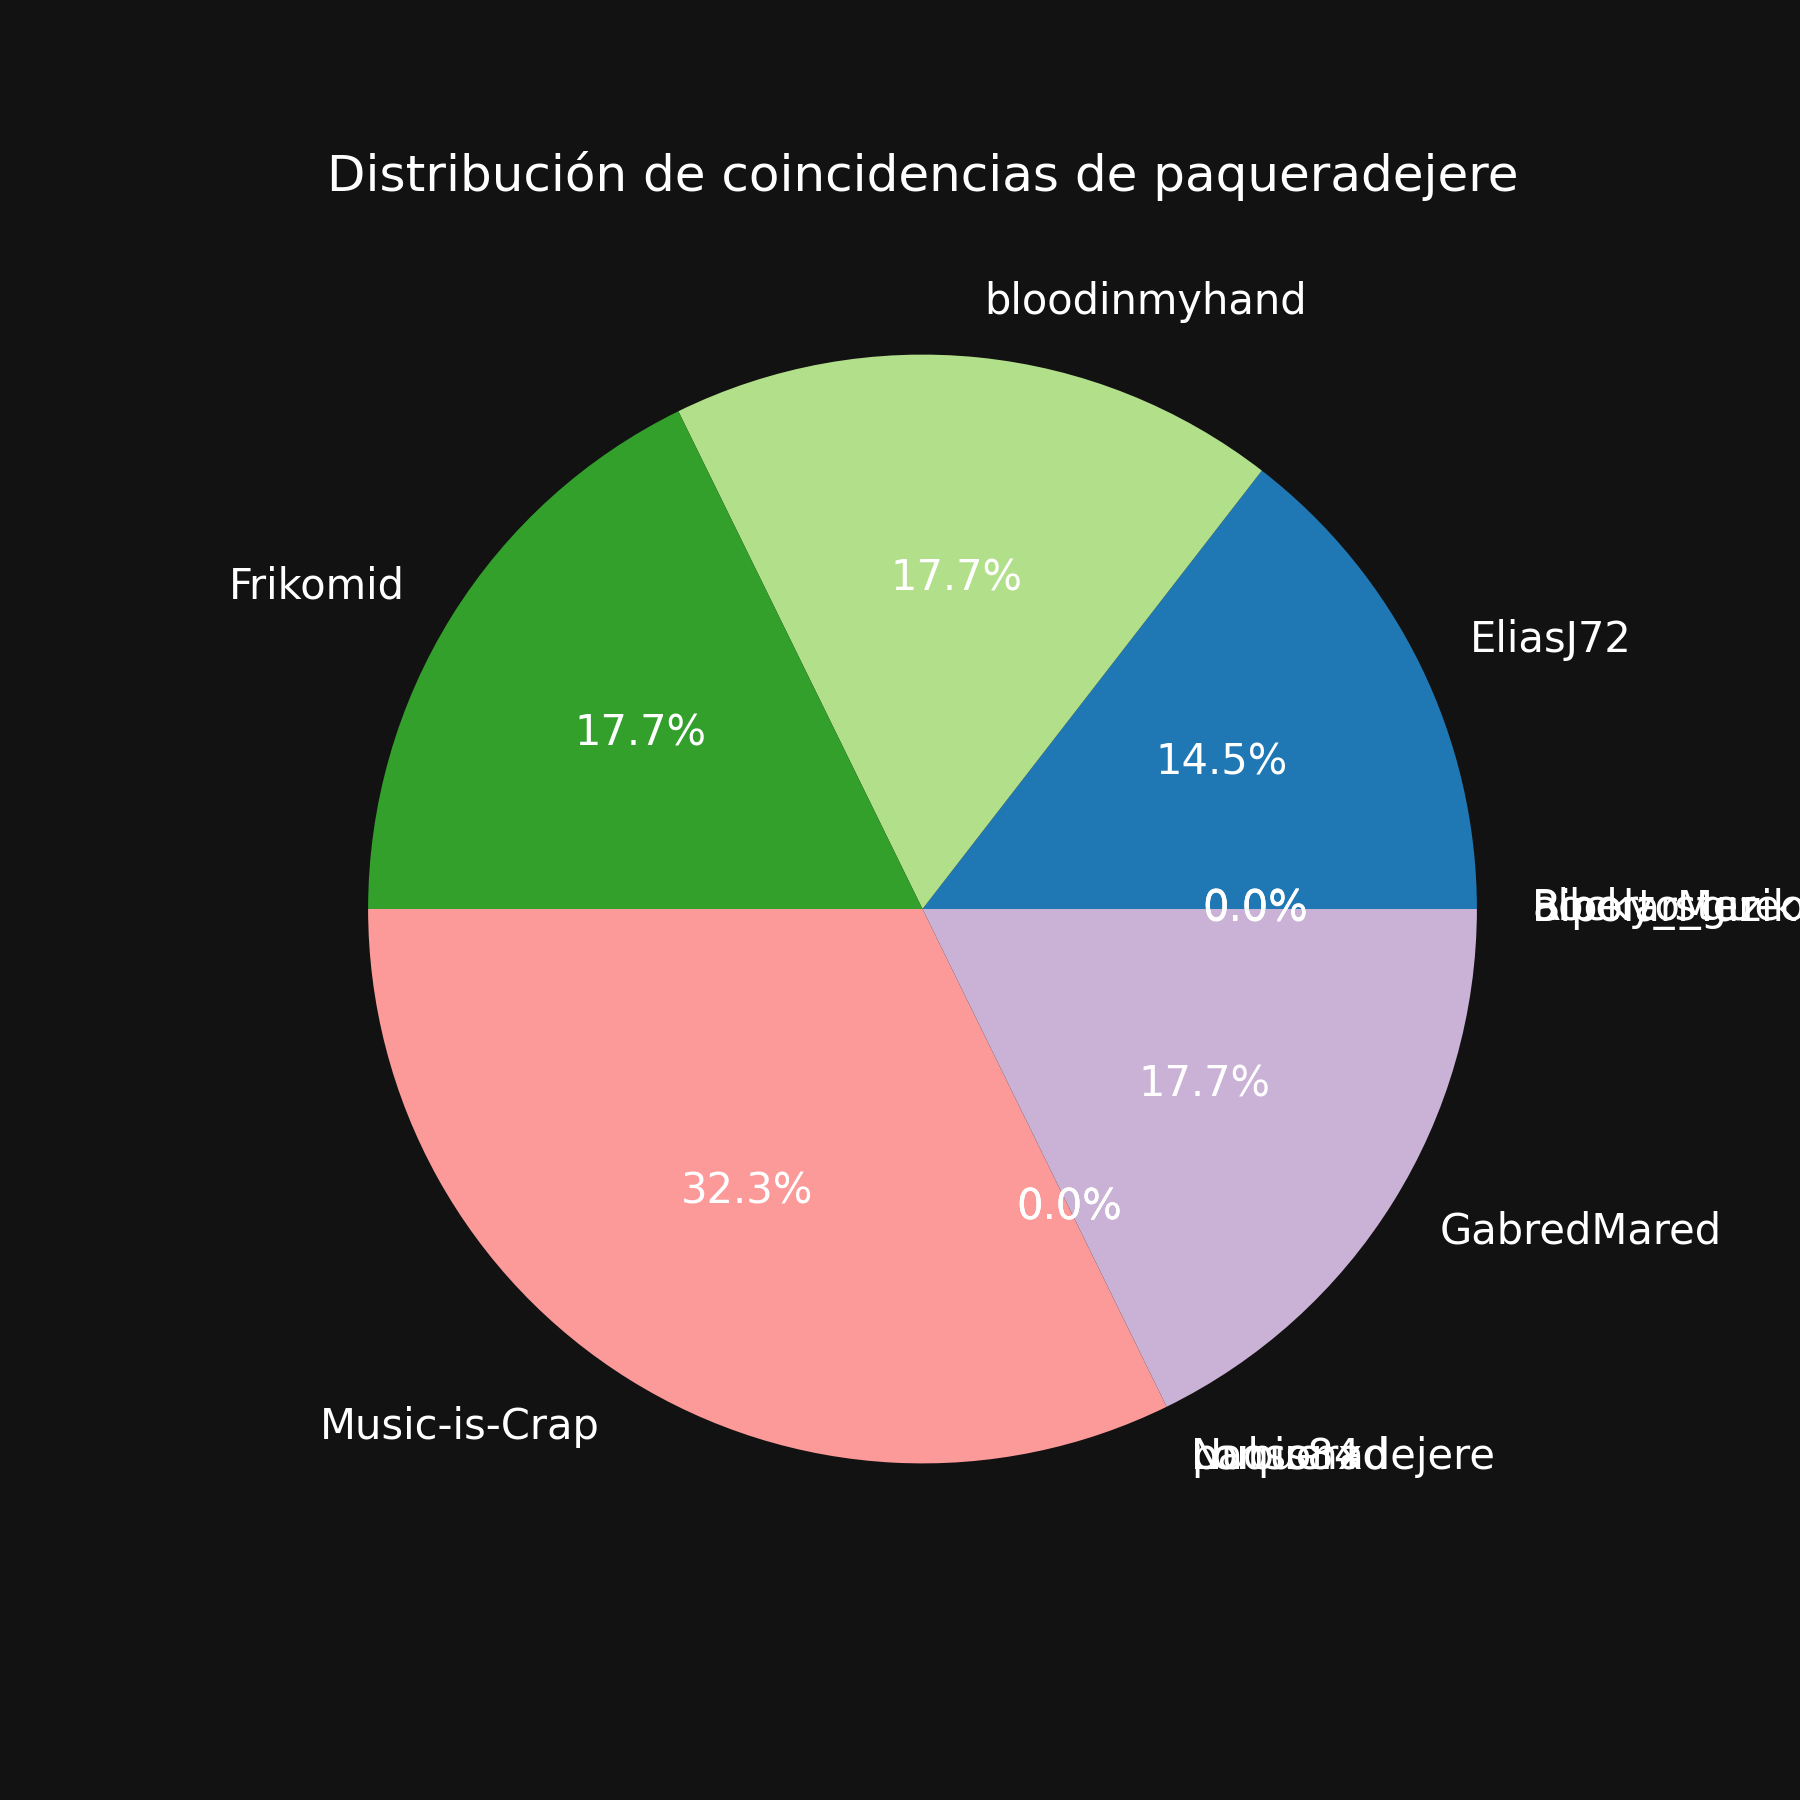 Distribución de coincidencias de paqueradejere
bloodinmyhand
Frikomid
17.7%
EliasJ72
17.7%
14.5%
0.0%
17.7%
32.3%
0.0%
GabredMared
Music-is-Crap
paqueradejere